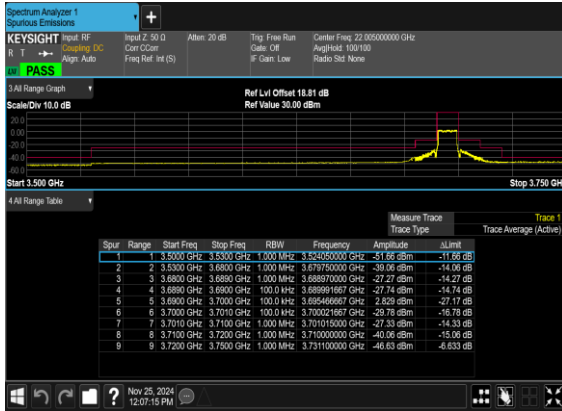 Spectrum Analyzer 1
Spurious Emissions
+
KEYSIGHT Input: RF Input Z: 50 Ω Atten: 20 dB Trig: Free Run Center Freq: 22.005000000 GHz
R T Coupling: DC Corr CCorr Gate: Off Avg|Hold: 100/100
Align: Auto Freq Ref: Int (S) IF Gain: Low Radio Std: None
PASS
3 All Range Graph
Ref Lvl Offset 18.81 dB
Scale/Div 10.0 dB Ref Value 30.00 dBm
20.0
0.00
-20.0
-40.0
Start 3.500 GHz Stop 3.750 GH
4 All Range Table
Measure Trace Trace 1
Trace Type Trace Average (Active)
Spur Range Start Freq Stop Freq RBW Frequency Amplitude ΔLimit
1 1 3.5000 GHz 3.5300 GHz 1.000 MHz 3.524050000 GHz -51.66 dBm -11.66 dB
2 2 3.5300 GHz 3.6800 GHz 1.000 MHz 3.679750000 GHz -39.06 dBm -14.06 dB
3 3 3.6800 GHz 3.6890 GHz 1.000 MHz 3.688970000 GHz -27.27 dBm -14.27 dB
4 4 3.6890 GHz 3.6900 GHz 100.0 kHz 3.689991667 GHz -27.74 dBm -14.74 dB
5 5 3.6900 GHz 3.7000 GHz 100.0 kHz 3.695466667 GHz 2.829 dBm -27.17 dB
6 6 3.7000 GHz 3.7010 GHz 100.0 kHz 3.700021667 GHz -29.78 dBm -16.78 dB
7 7 3.7010 GHz 3.7100 GHz 1.000 MHz 3.701015000 GHz -27.33 dBm -14.33 dB
8 8 3.7100 GHz 3.7200 GHz 1.000 MHz 3.710000000 GHz -40.06 dBm -15.06 dB
9 9 3.7200 GHz 3.7500 GHz 1.000 MHz 3.731100000 GHz -46.63 dBm -6.633 dB
? Nov 25, 2024
12:07:15 PM